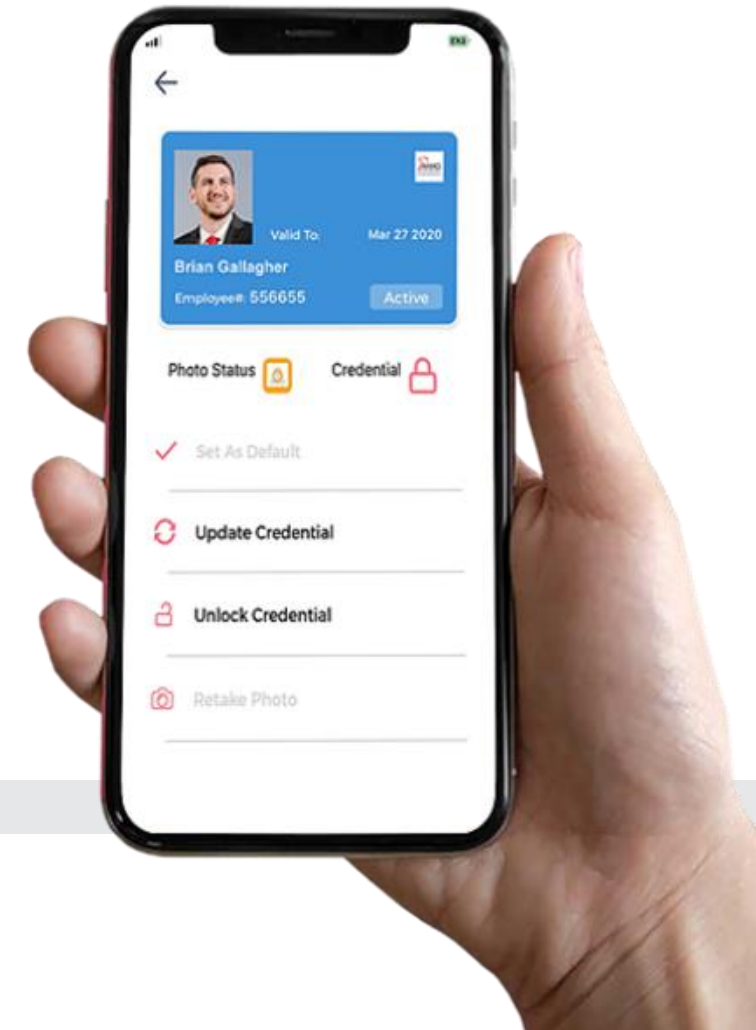 Valid To: Mar 27 2020
Brian Gallagher
Employee#: 556655 Active
Photo Status Credential
Set As Default
Update Credential
Unlock Credential
Retake Photo